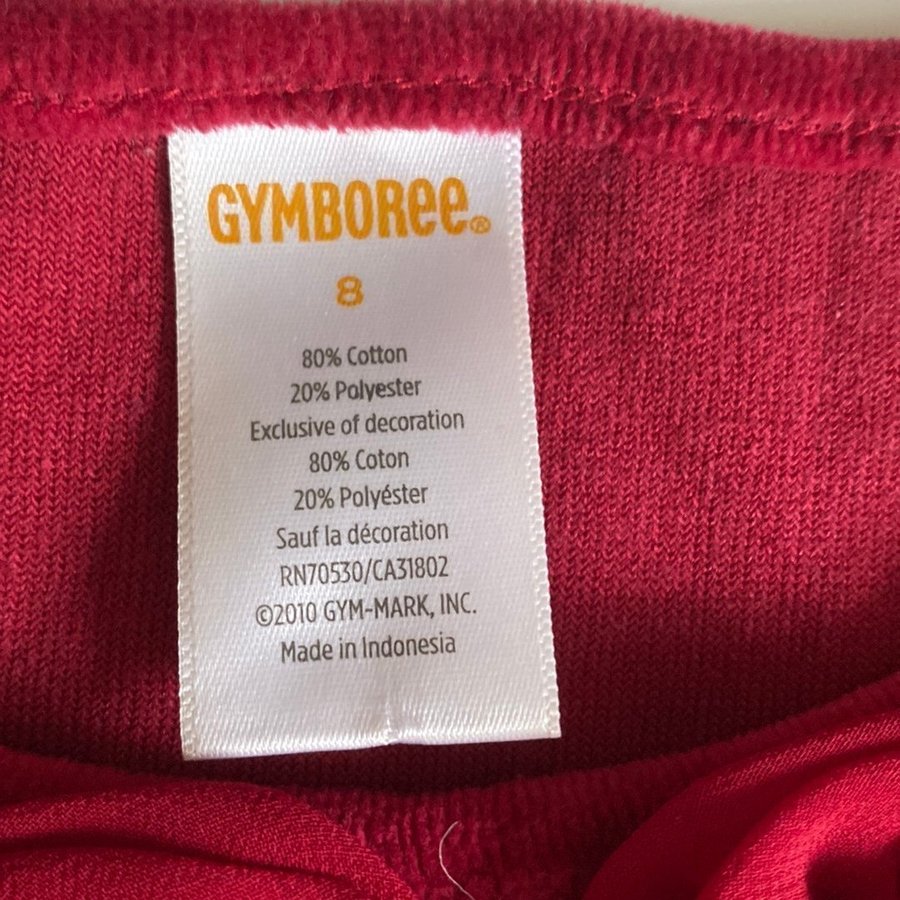 GYMBOREE®
8
80% Cotton
20% Polyester
Exclusive of decoration
80% Coton
20% Polyéster
Sauf la décoration
RN70530/CA31802
©2010 GYM-MARK, INC.
Made in Indonesia